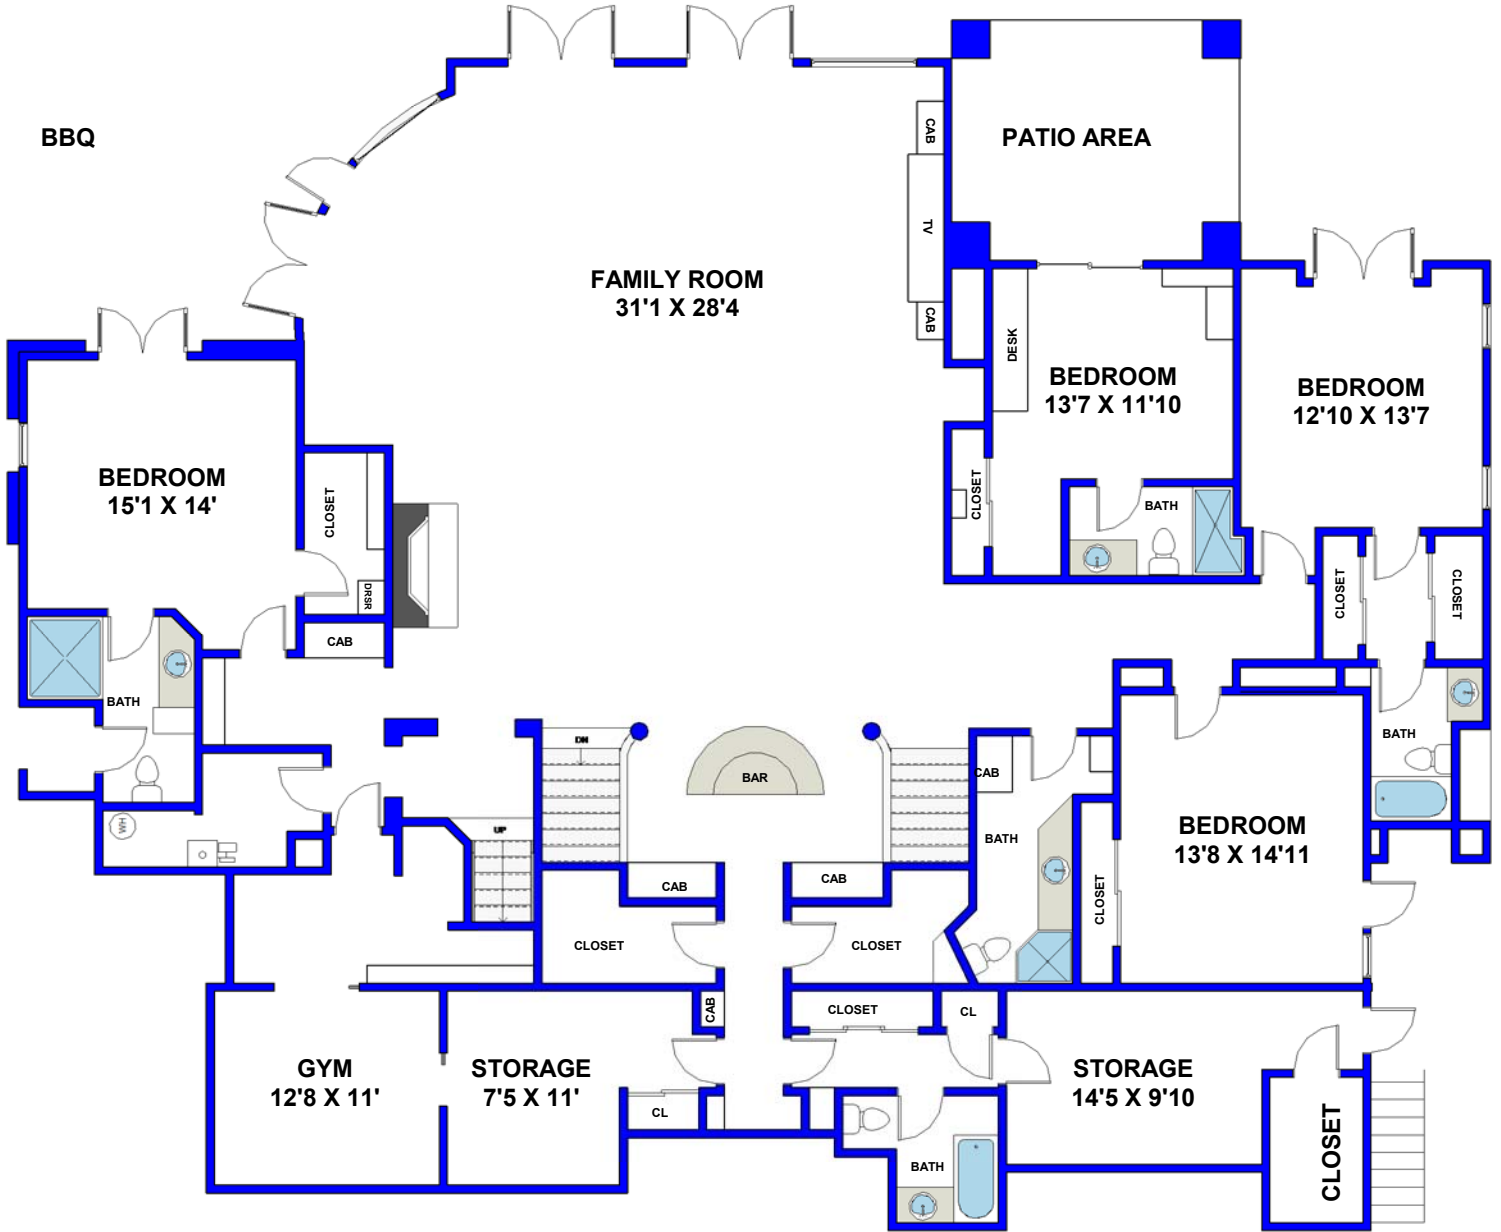 BBQ
PATIO AREA
CAB
TV
CAB
FAMILY ROOM
31'1 X 28'4
DESK
BEDROOM
13'7 X 11'10
BEDROOM
12'10 X 13'7
BEDROOM
15'1 X 14'
CLOSET
DRSR
CAB
CLOSET
BATH
CLOSET
CLOSET
BATH
DN
BAR
CAB
BATH
BATH
WH
UP
BEDROOM
13'8 X 14'11
CAB
CAB
CLOSET
CLOSET
CLOSET
CAB
CLOSET
CL
GYM
12'8 X 11'
STORAGE
7'5 X 11'
CL
STORAGE
14'5 X 9'10
BATH
CLOSET